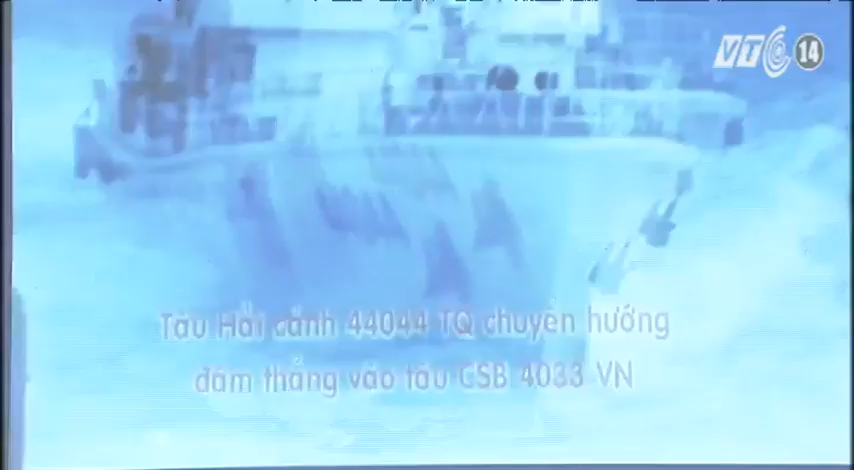 VTC 14
Tàu Hải cảnh 44044 TQ chuyển hướng
đâm thẳng vào tàu CSB 4033 VN